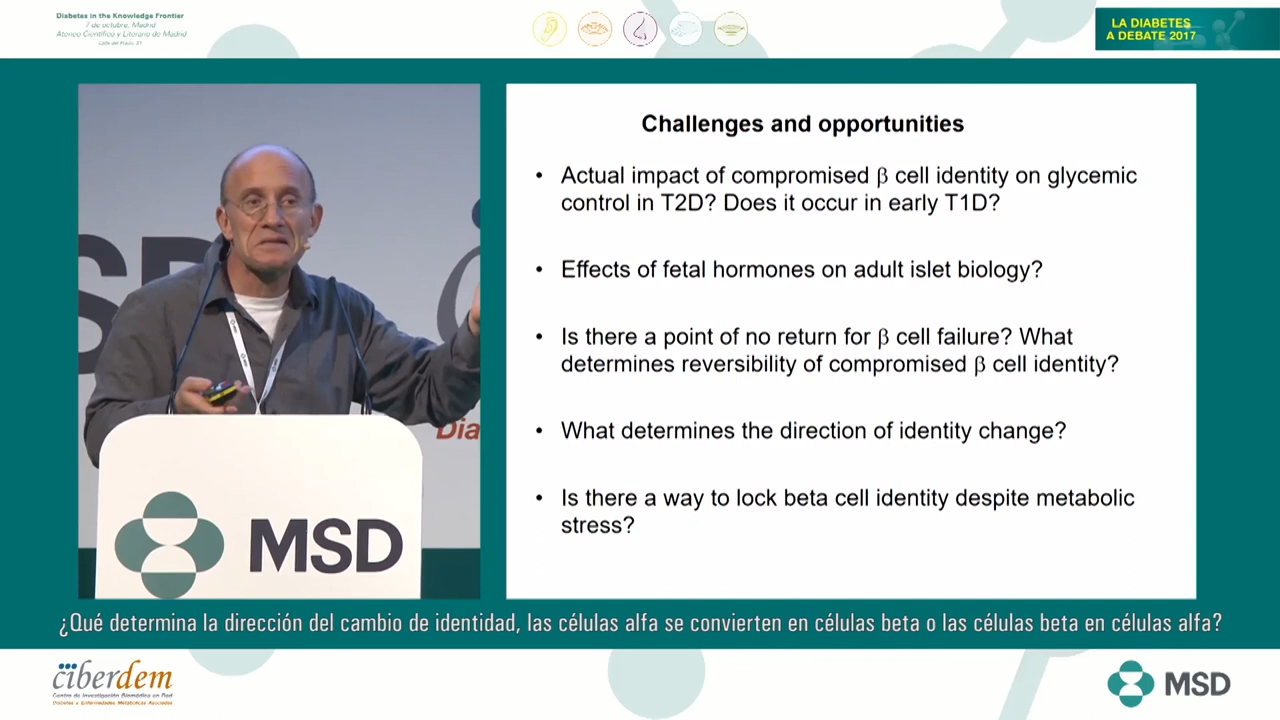 Diabetes in the Knowledge Frontier
7 de octubre, Madrid
Ateneo Científico y Literario de Madrid
Calle del Prado, 21
LA DIABETES
A DEBATE 2017
SD
Dia
MSD
Challenges and opportunities
• Actual impact of compromised β cell identity on glycemic
control in T2D? Does it occur in early T1D?
• Effects of fetal hormones on adult islet biology?
• Is there a point of no return for β cell failure? What
determines reversibility of compromised β cell identity?
• What determines the direction of identity change?
• Is there a way to lock beta cell identity despite metabolic
stress?
¿Qué determina la dirección del cambio de identidad, las células alfa se convierten en células beta o las células beta en células alfa?
ciberdem
Centro de Investigación Biomédica en Red
Diabetes y Enfermedades Metabólicas Asociadas
MSD